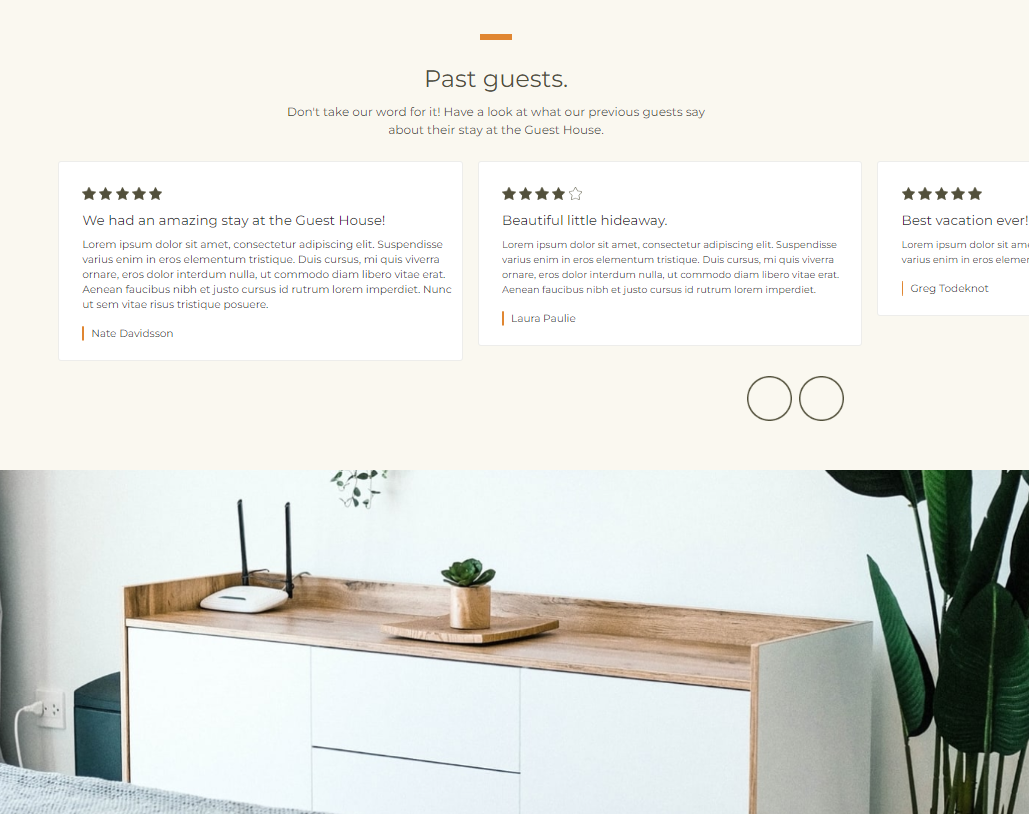 Past guests.
Don't take our word for it! Have a look at what our previous guests say
about their stay at the Guest House.
We had an amazing stay at the Guest House!
Lorem ipsum dolor sit amet, consectetur adipiscing elit. Suspendisse
varius enim in eros elementum tristique. Duis cursus, mi quis viverra
ornare, eros dolor interdum nulla, ut commodo diam libero vitae erat.
Aenean faucibus nibh et justo cursus id rutrum lorem imperdiet. Nunc
ut sem vitae risus tristique posuere.
Nate Davidsson
Beautiful little hideaway.
Lorem ipsum dolor sit amet, consectetur adipiscing elit. Suspendisse
varius enim in eros elementum tristique. Duis cursus, mi quis viverra
ornare, eros dolor interdum nulla, ut commodo diam libero vitae erat.
Aenean faucibus nibh et justo cursus id rutrum lorem imperdiet.
Laura Paulie
Best vacation ever!
Lorem ipsum dolor sit
varius enim in eros
Greg Todeknot